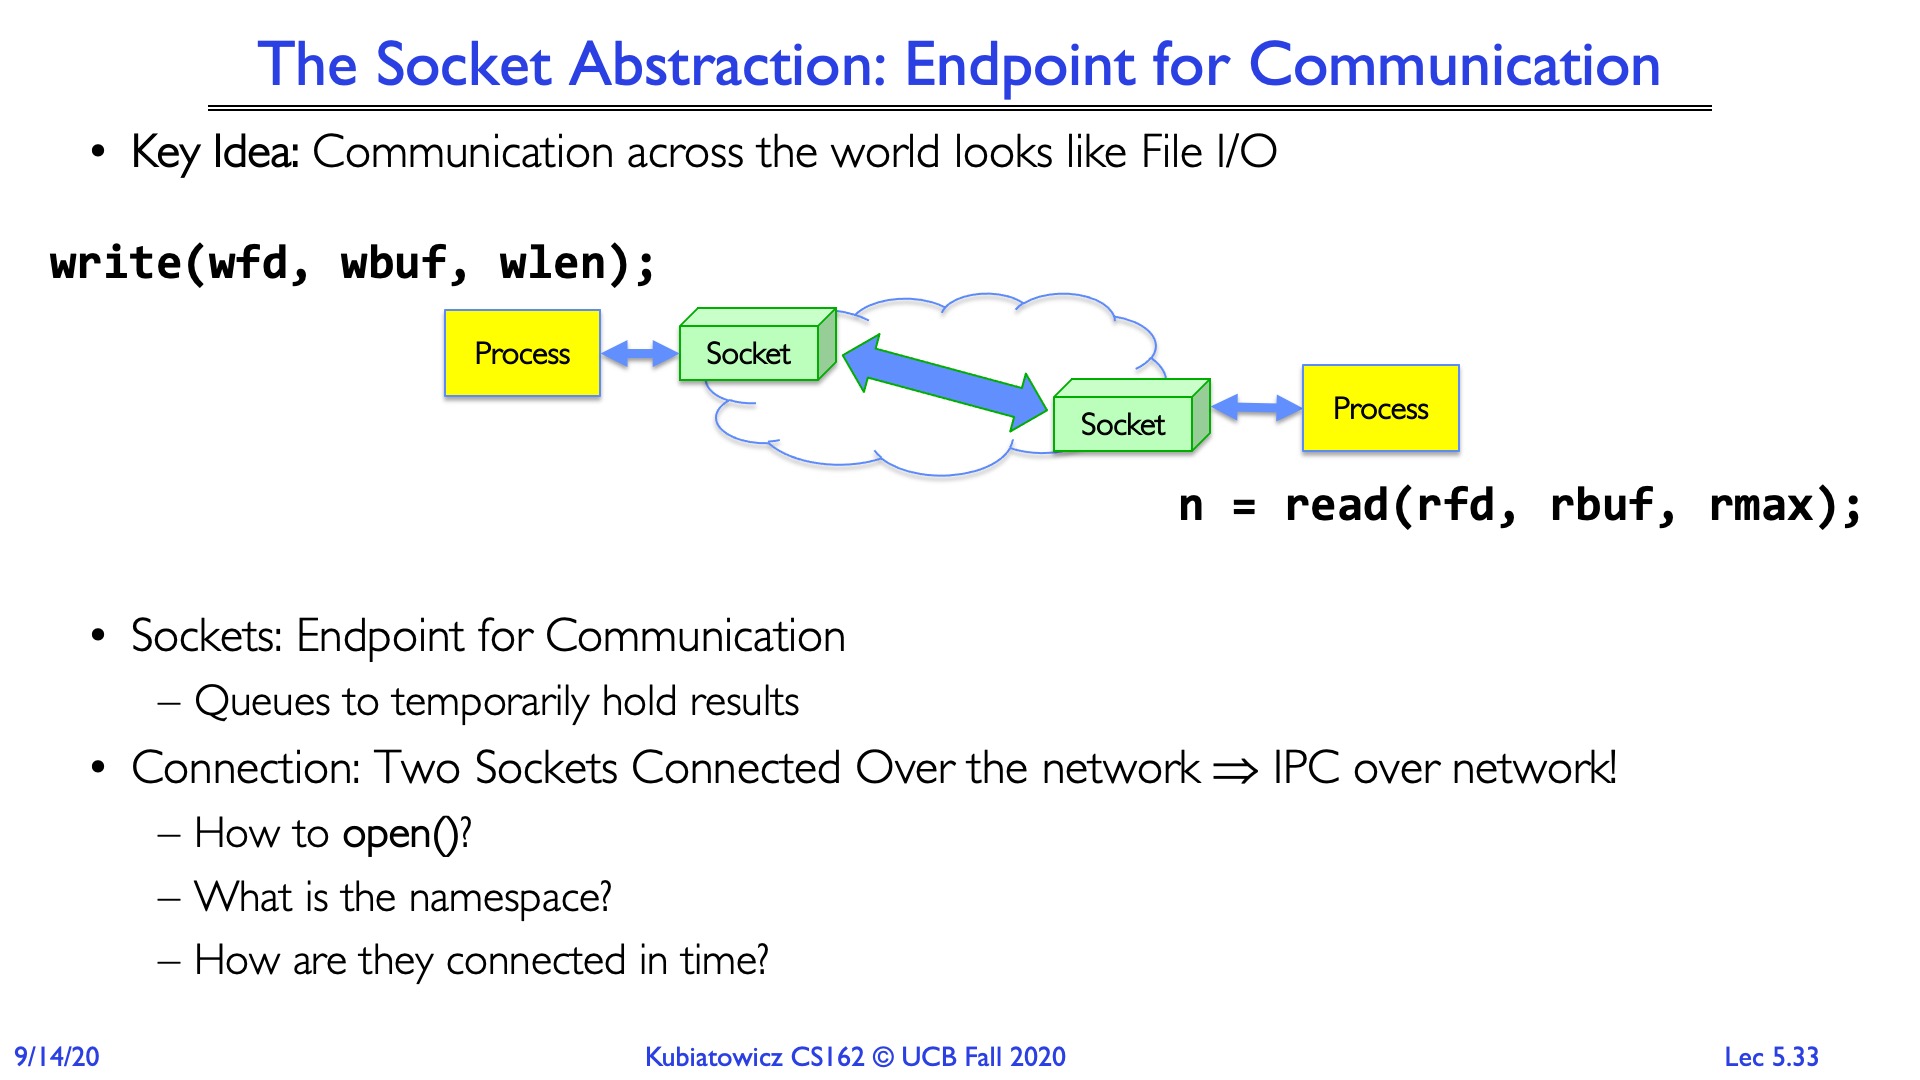 The Socket Abstraction: Endpoint for Communication
• Key Idea: Communication across the world looks like File I/O
write(wfd, wbuf, wlen);
Process
Socket
Socket
Process
n = read(rfd, rbuf, rmax);
• Sockets: Endpoint for Communication
– Queues to temporarily hold results
• Connection: Two Sockets Connected Over the network ⇒ IPC over network!
– How to open()?
– What is the namespace?
– How are they connected in time?
9/14/20
Kubiatowicz CS162 © UCB Fall 2020
Lec 5.33